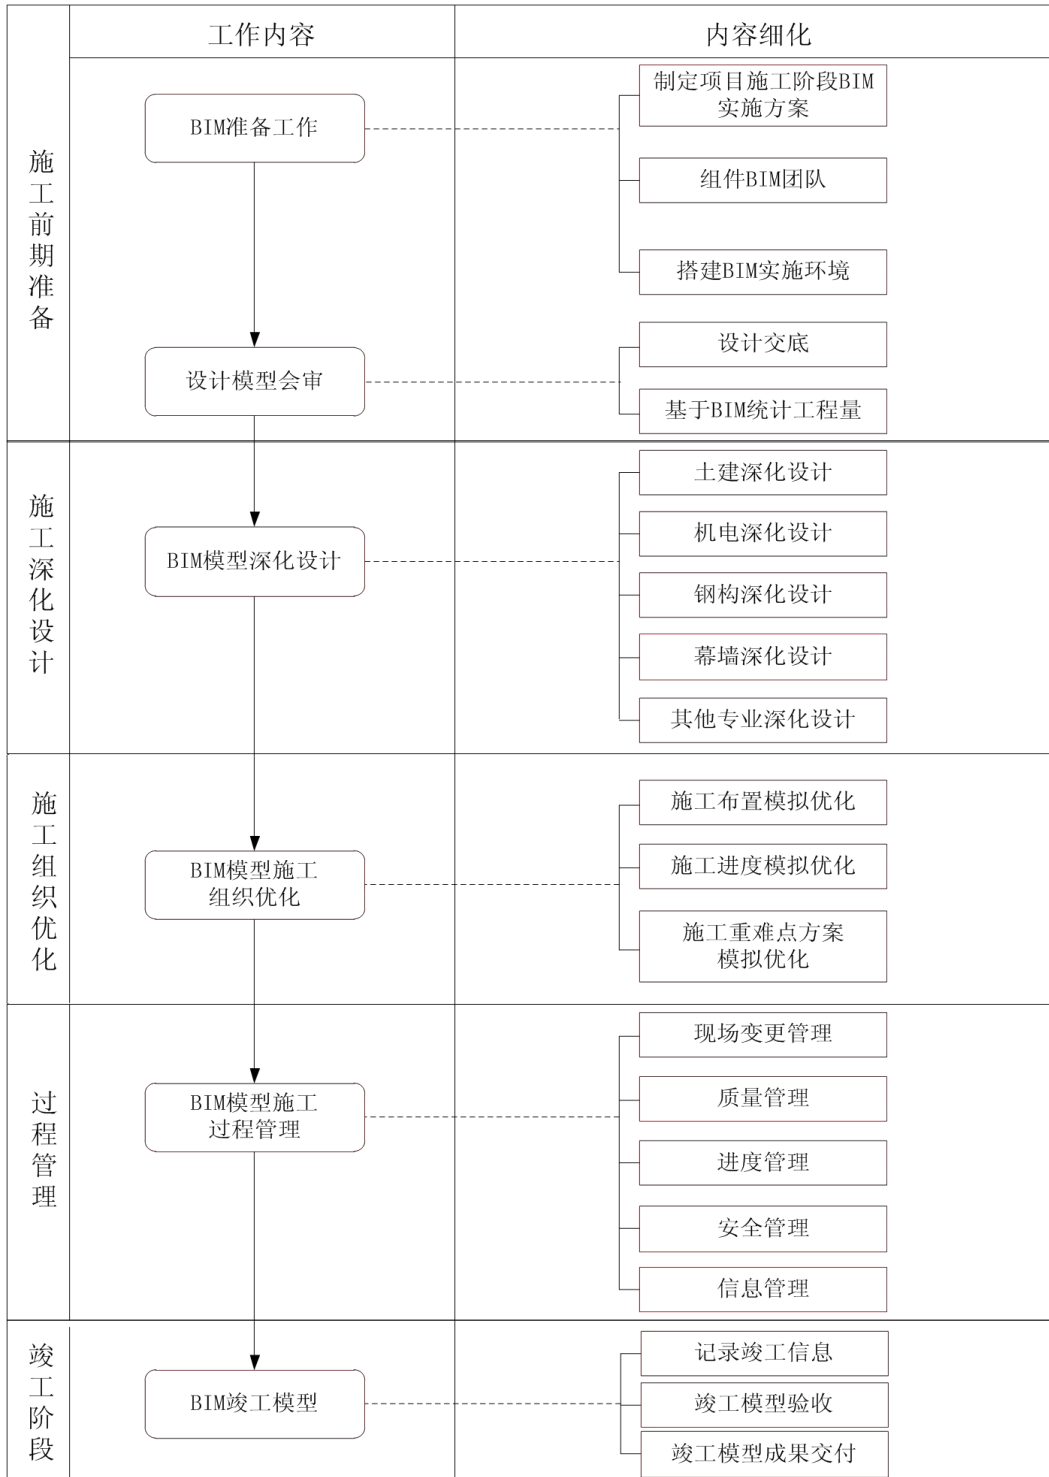 工作内容
内容细化
施工前期准备
BIM准备工作
制定项目施工阶段BIM
实施方案
组件BIM团队
搭建BIM实施环境
设计模型会审
设计交底
基于BIM统计工程量
施工深化设计
BIM模型深化设计
土建深化设计
机电深化设计
钢构深化设计
幕墙深化设计
其他专业深化设计
施工组织优化
BIM模型施工
组织优化
施工布置模拟优化
施工进度模拟优化
施工重难点方案
模拟优化
过程管理
BIM模型施工
过程管理
现场变更管理
质量管理
进度管理
安全管理
信息管理
竣工阶段
BIM竣工模型
记录竣工信息
竣工模型验收
竣工模型成果交付